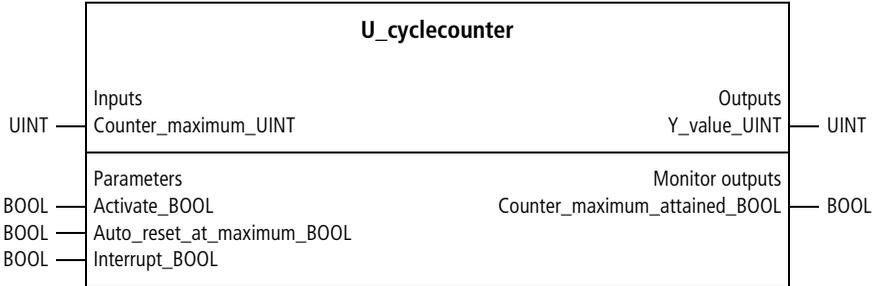 U_cyclecounter
Inputs Outputs
UINT Counter_maximum_UINT Y_value_UINT UINT
Parameters Monitor outputs
BOOL Activate_BOOL Counter_maximum_attained_BOOL BOOL
BOOL Auto_reset_at_maximum_BOOL
BOOL Interrupt_BOOL